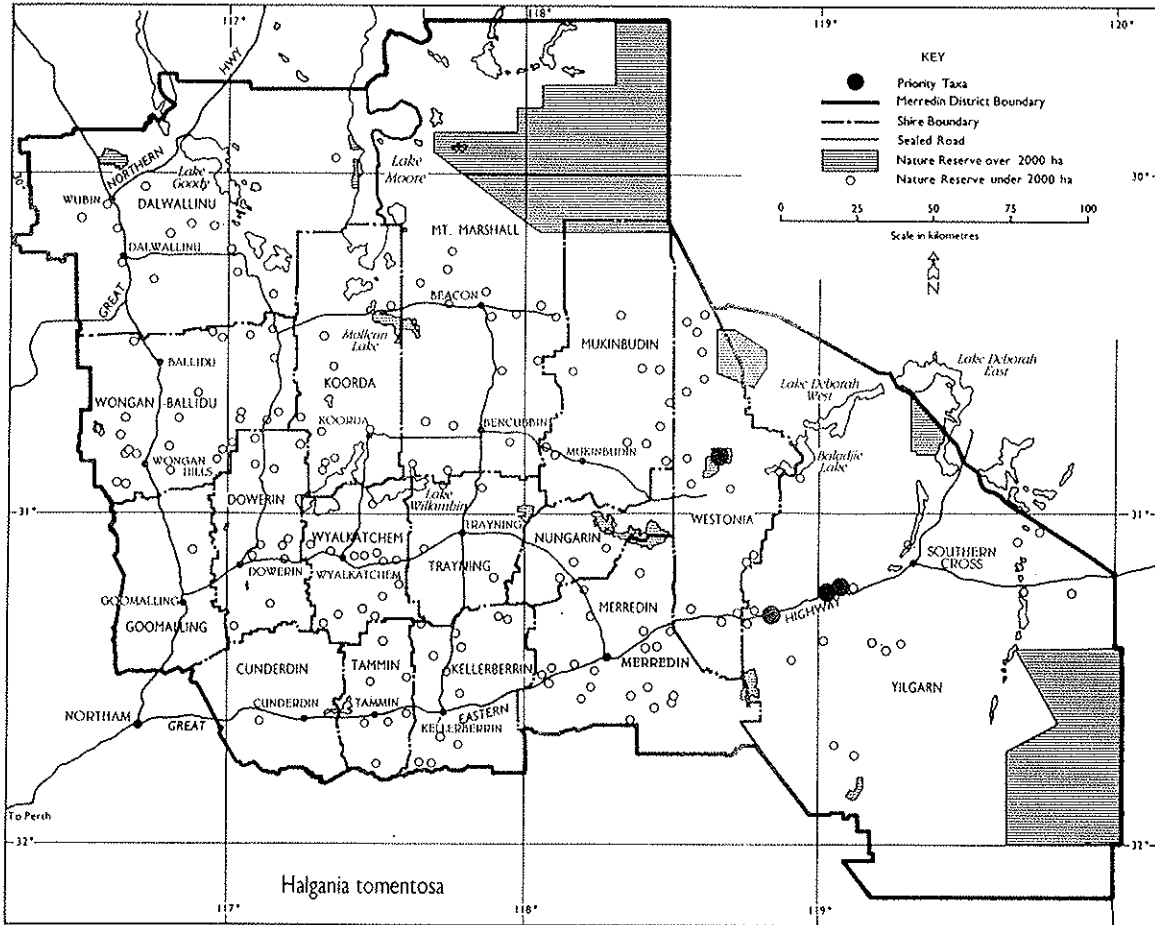 117°
118°
119°
120°
KEY
Priority Taxa
Merredin District Boundary
Shire Boundary
Sealed Road
Nature Reserve over 2000 ha
Nature Reserve under 2000 ha
0 25 50 75 100
Scale in kilometres
N
HWY
NORTHERN
Lake Goody
Lake Moore
30°
30°
WUBIN
DALWALLINU
DALWALLINU
GREAT
MT. MARSHALL
BEACON
Mollean Lake
MUKINBUDIN
BALLIDU
KOORDA
Lake Deborah East
Lake Deborah West
WONGAN - BALLIDU
KOORDA
BENCUBBIN
MUKINBUDIN
Baladjie Lake
WONGAN HILLS
DOWERIN
Lake Wallambin
WESTONIA
31°
31°
WYALKATCHEM
TRAYNING
NUNGARIN
SOUTHERN CROSS
DOWERIN
WYALKATCHEM
TRAYNING
GOOMALLING
GOOMALLING
MERREDIN
HIGHWAY
CUNDERDIN
TAMMIN
KELLERBERRIN
MERREDIN
YILGARN
NORTHAM
GREAT
CUNDERDIN
TAMMIN
EASTERN
KELLERBERRIN
To Perth
32°
32°
Halgania tomentosa
117°
118°
119°